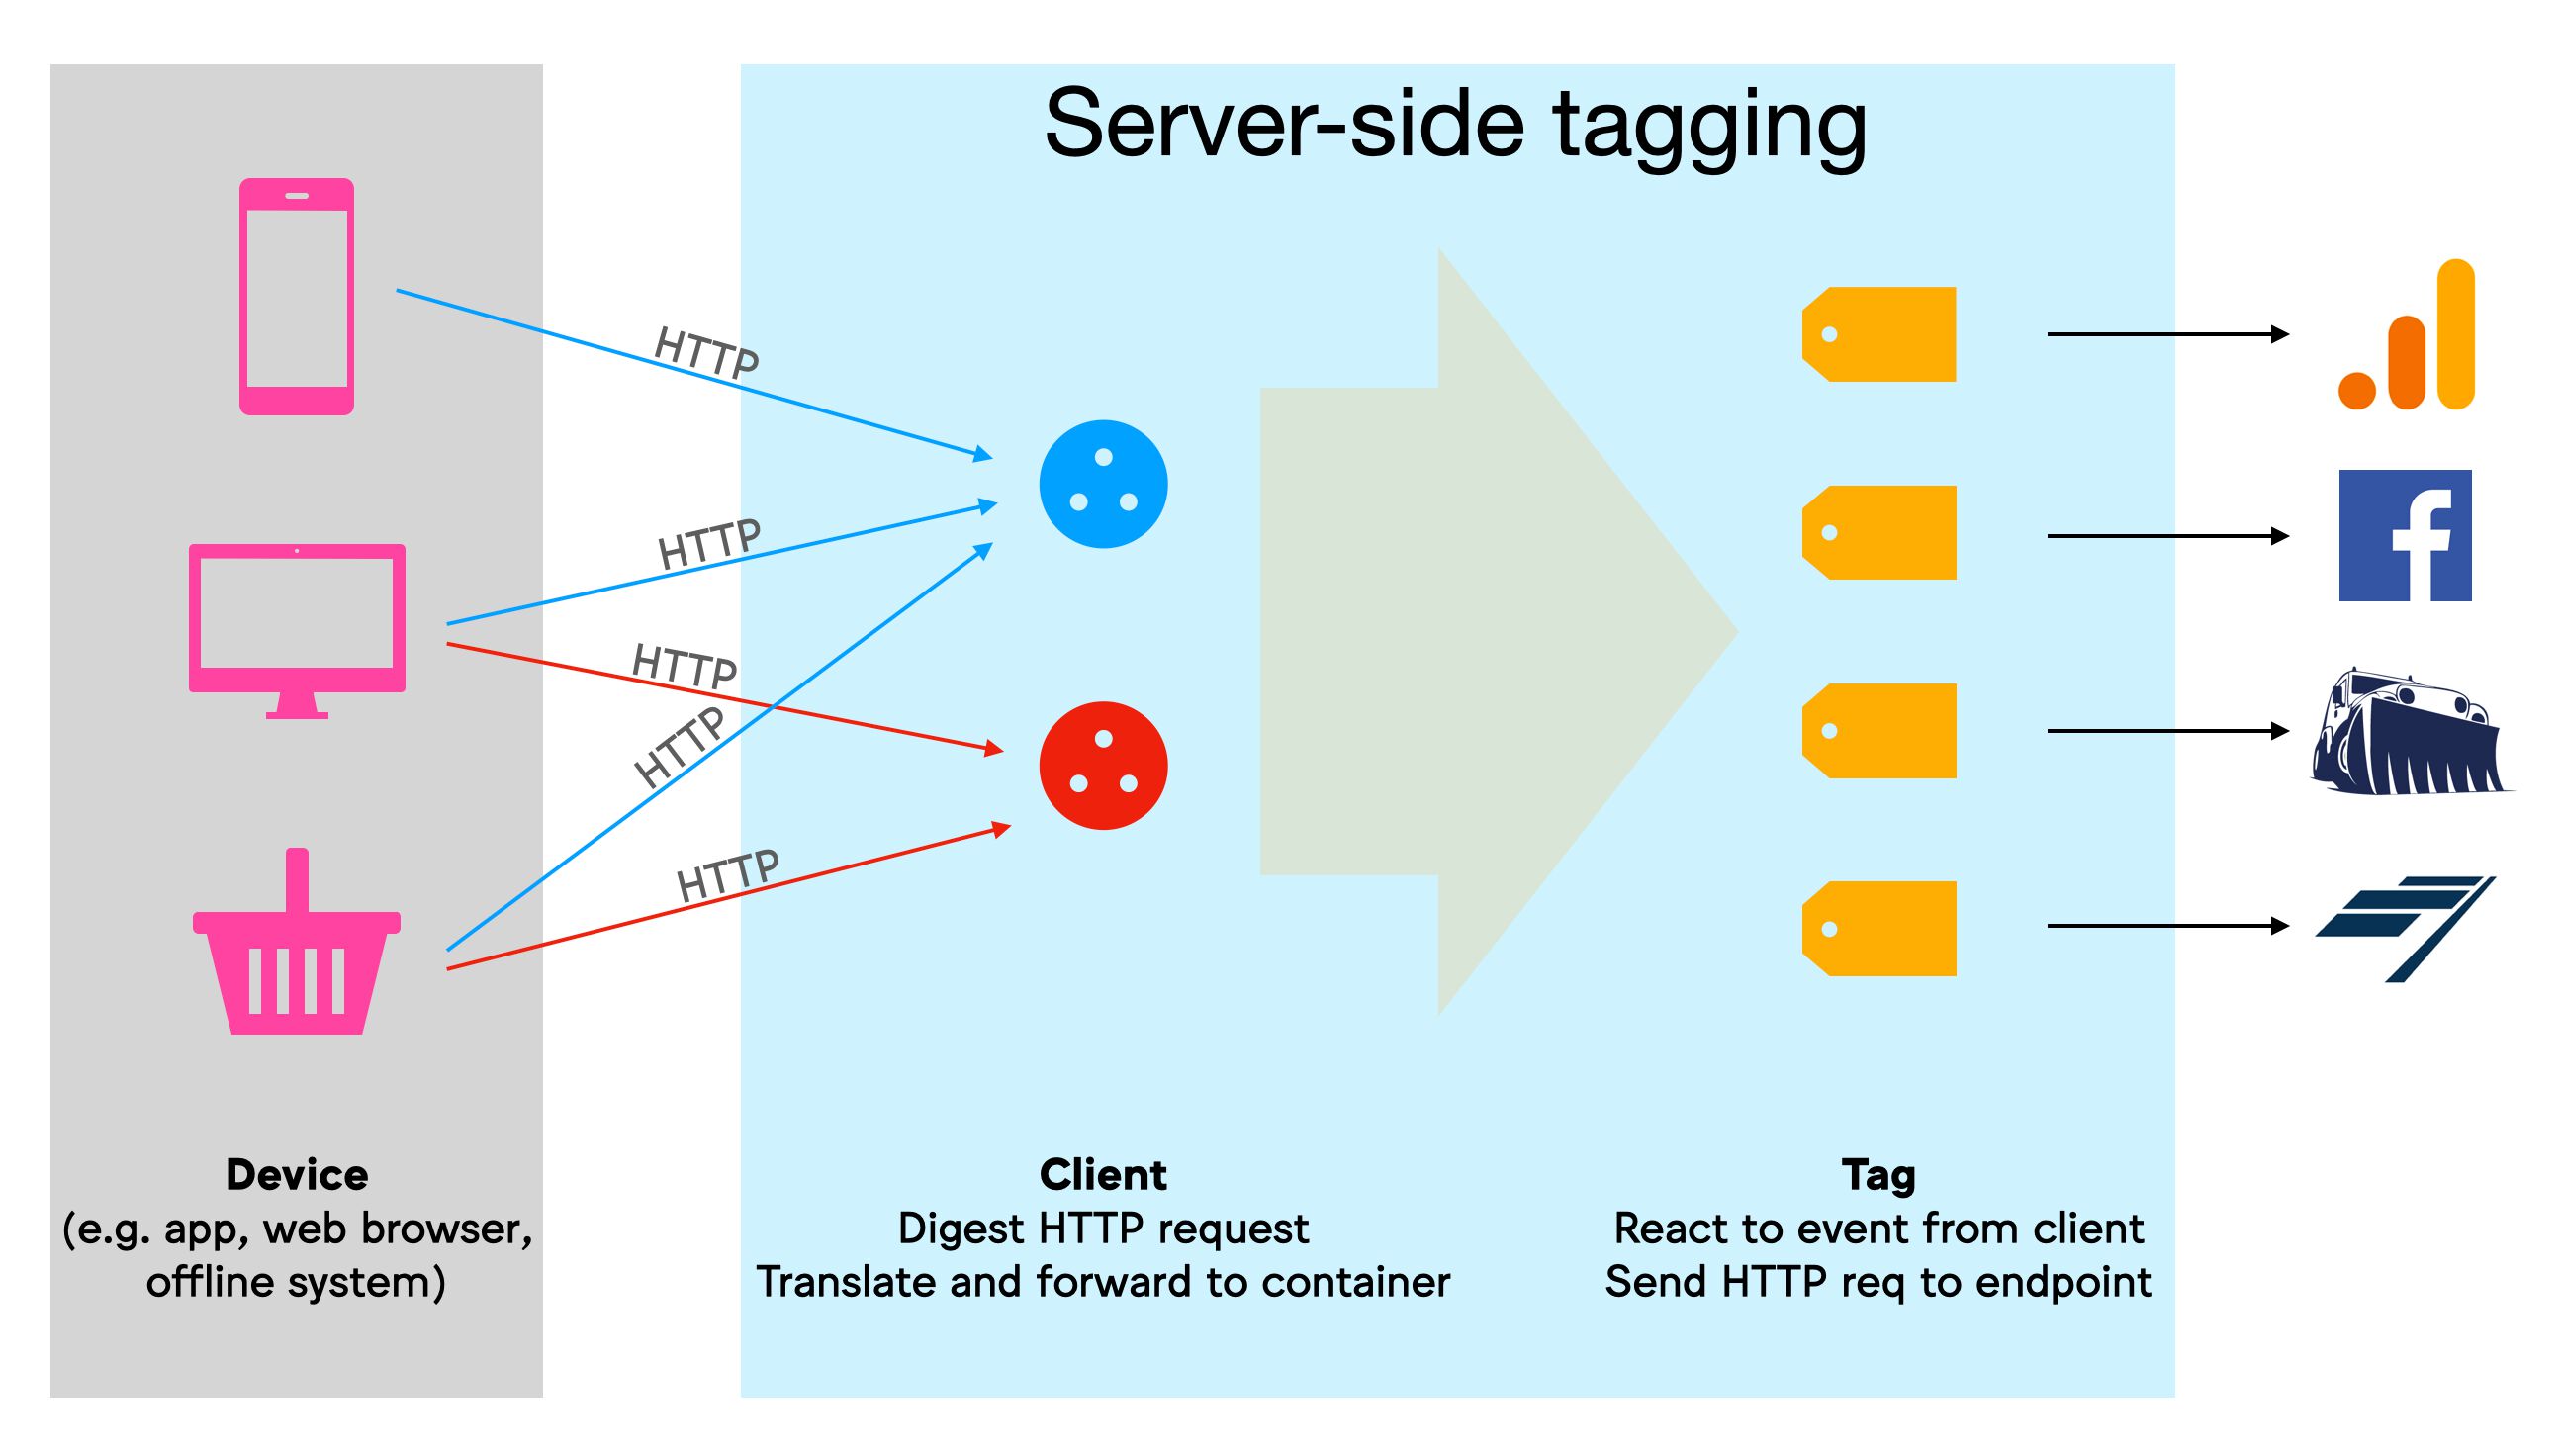 Server-side tagging
HTTP
HTTP
HTTP
HTTP
HTTP
Device
(e.g. app, web browser,
offline system)
Client
Digest HTTP request
Translate and forward to container
Tag
React to event from client
Send HTTP req to endpoint